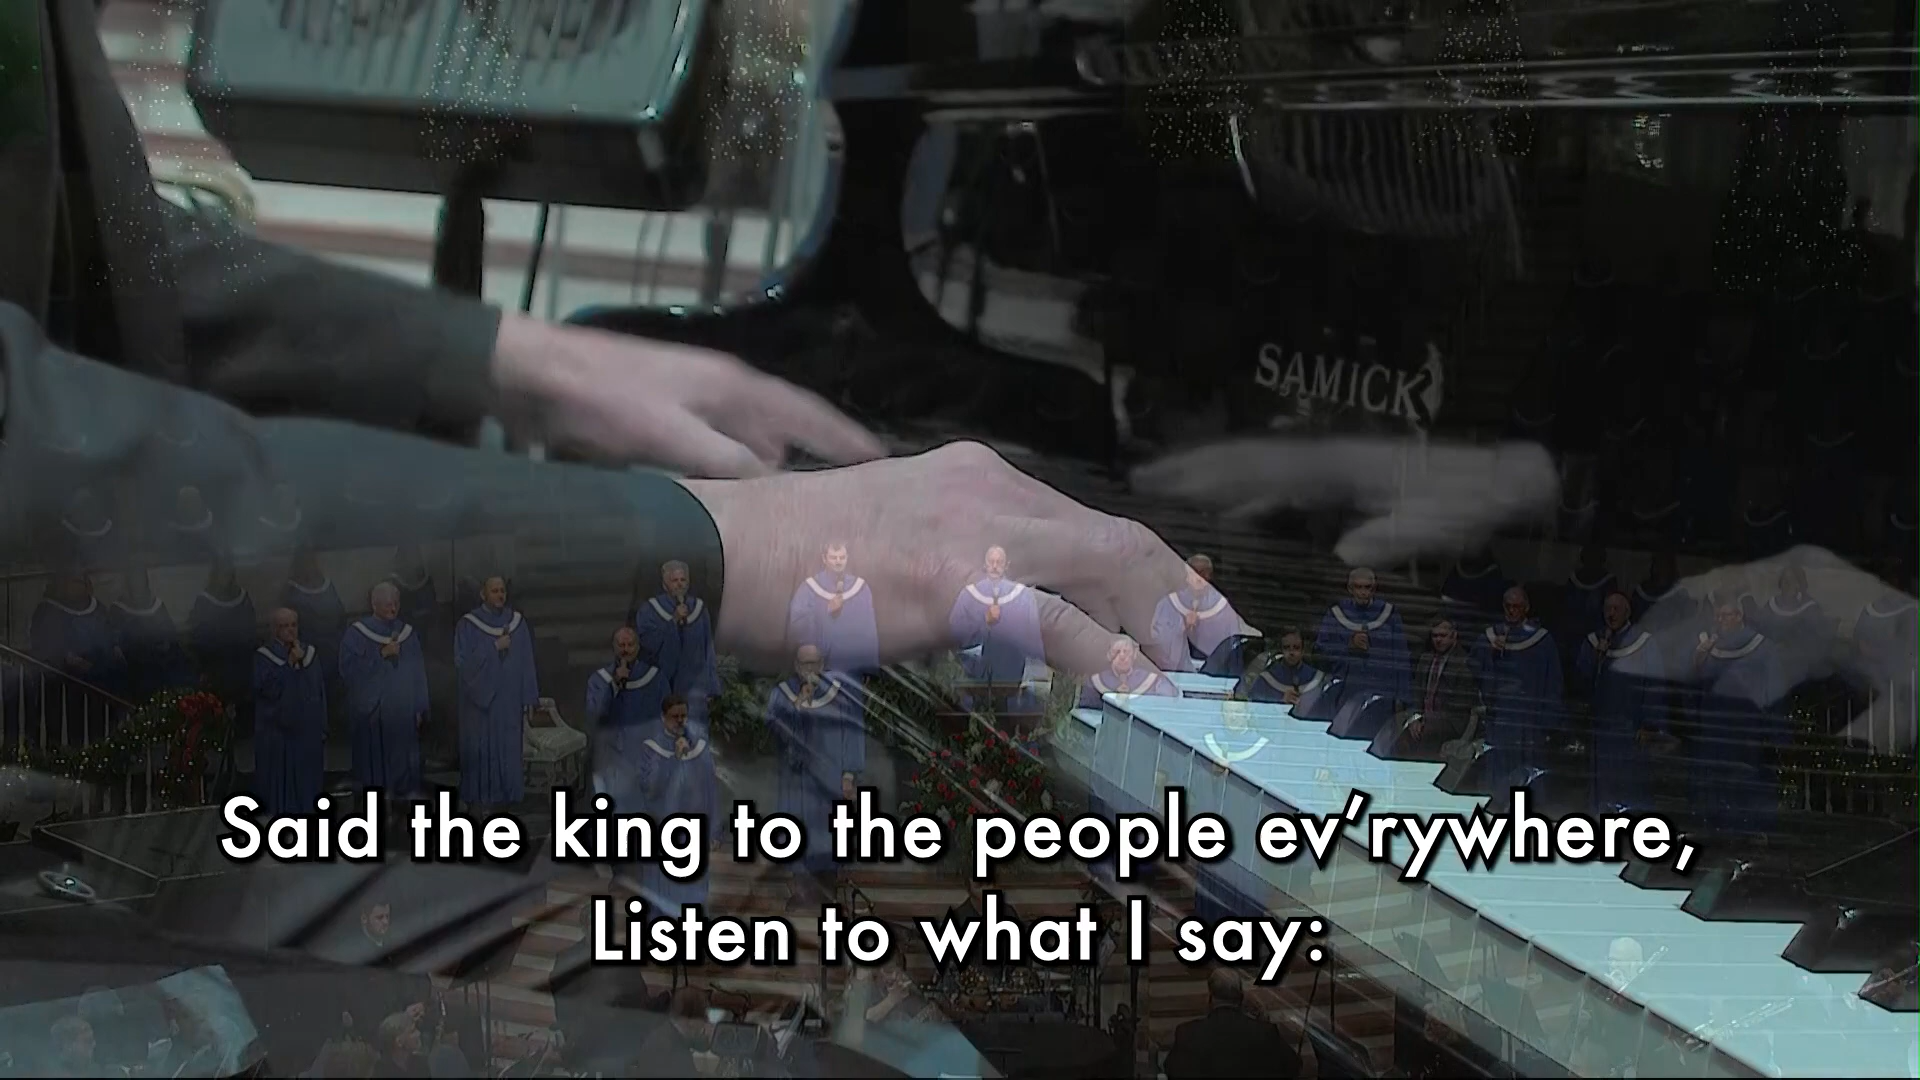 SAMICK
Said the king to the people ev’rywhere,
Listen to what I say: